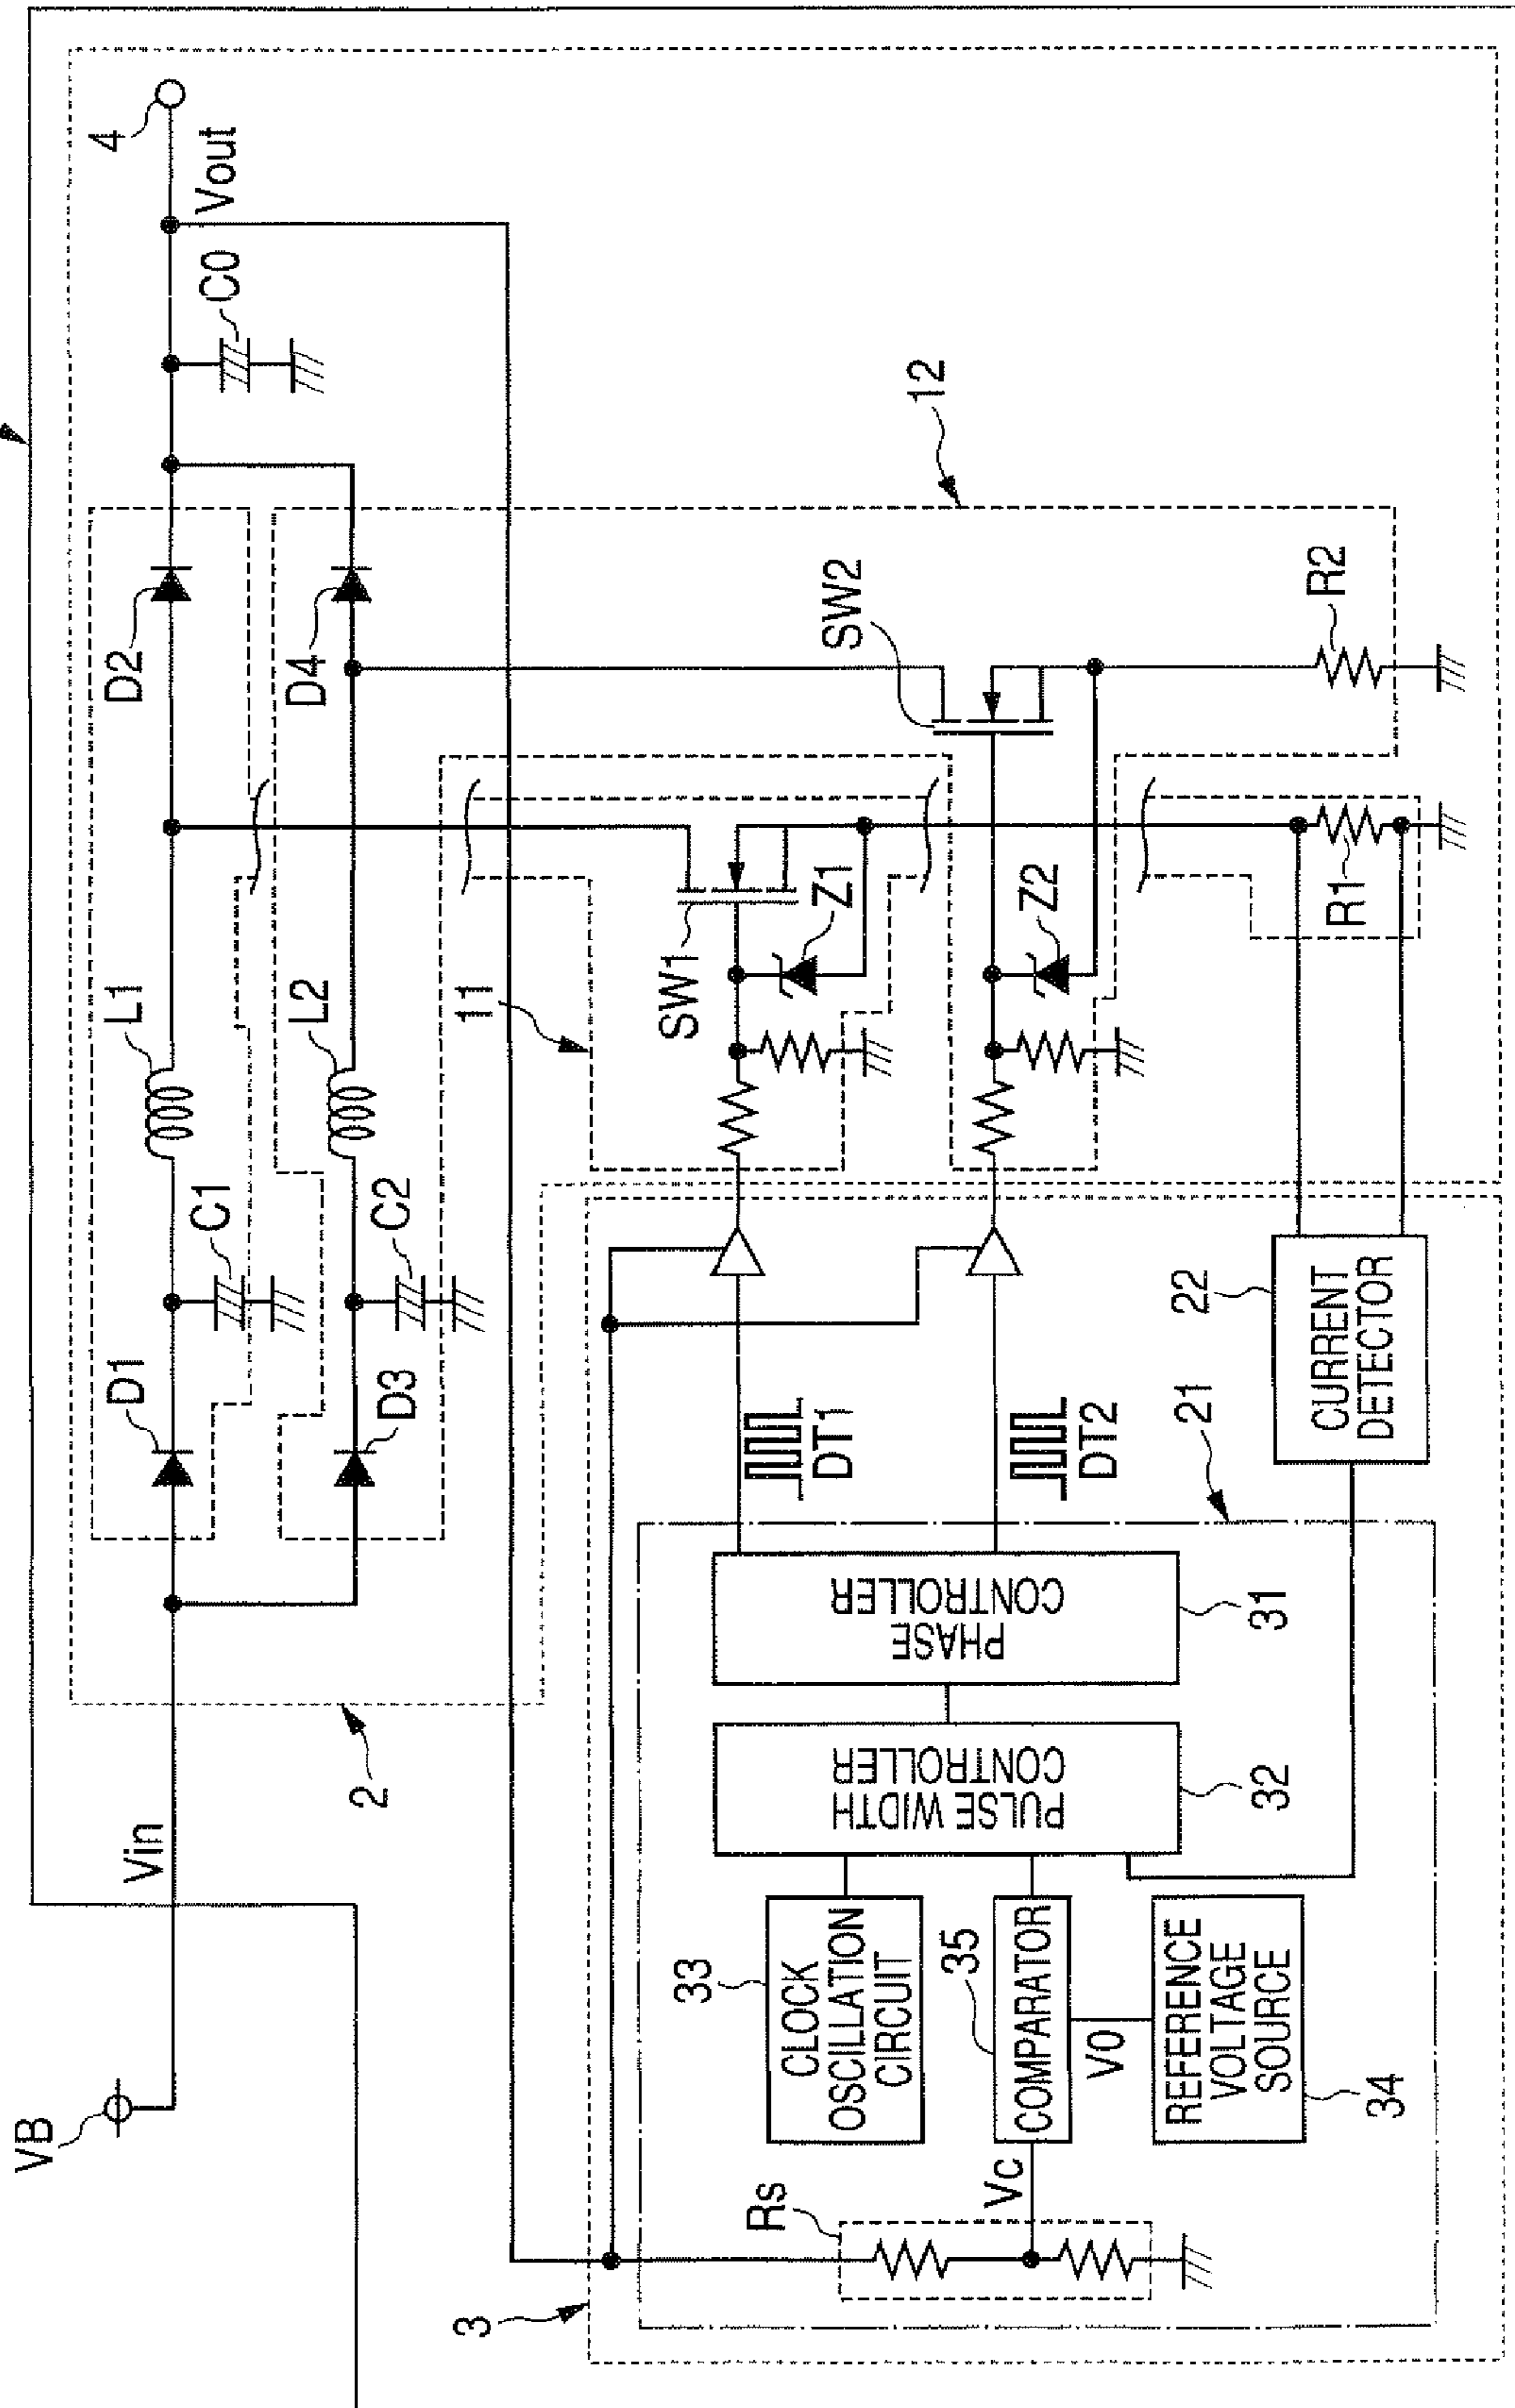 4
Vout
C0
D2
D4
12
SW2
R2
L1
L2
11
SW1
Z1
Z2
R1
C1
C2
D1
D3
Vin
2
VB
DT1
DT2
21
22
CURRENT
DETECTOR
PHASE
CONTROLLER
31
PULSE WIDTH
CONTROLLER
32
33
CLOCK
OSCILLATION
CIRCUIT
35
COMPARATOR
V0
REFERENCE
VOLTAGE
SOURCE
34
Vc
Rs
3